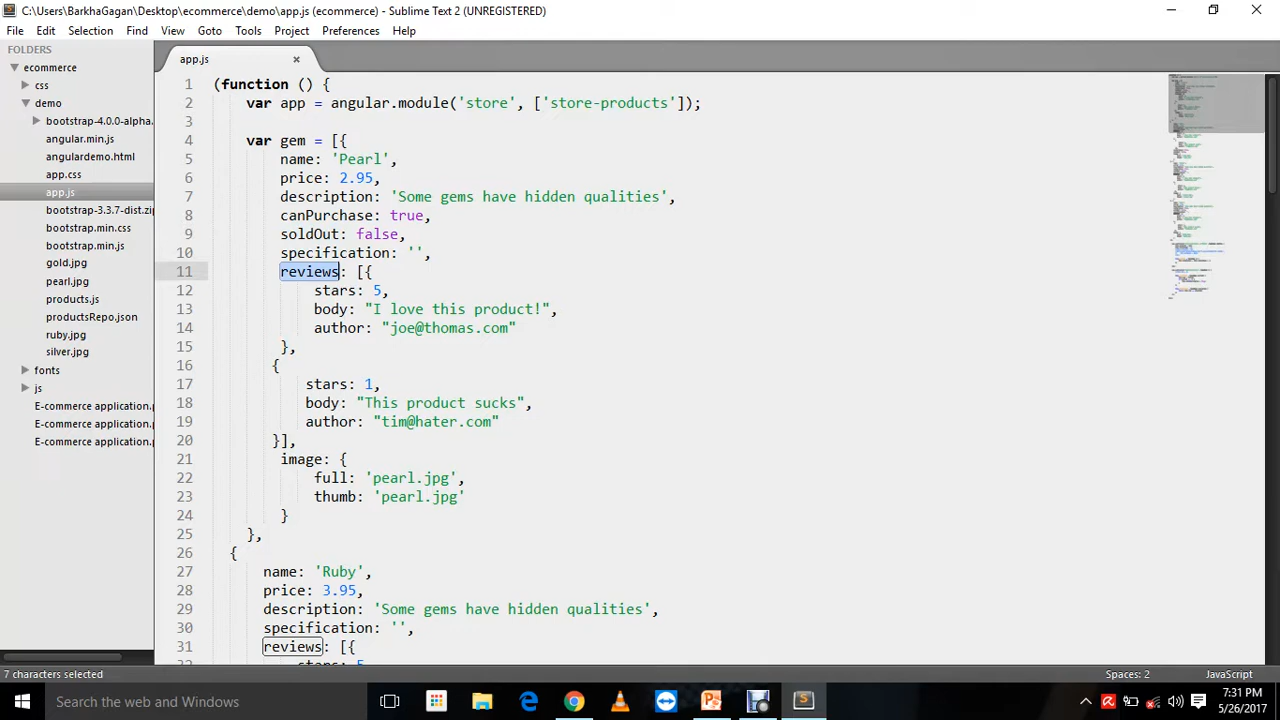 C:\Users\BarkhaGagan\Desktop\ecommerce\demo\app.js (ecommerce) - Sublime Text 2 (UNREGISTERED)
File Edit Selection Find View Goto Tools Project Preferences Help
FOLDERS
ecommerce
css
demo
bootstrap-4.0.0-alpha.
angular.min.js
angulardemo.html
app.css
app.js
bootstrap-3.3.7-dist.zip
bootstrap.min.css
bootstrap.min.js
gold.jpg
pearl.jpg
products.js
productsRepo.json
ruby.jpg
silver.jpg
fonts
js
E-commerce application.
E-commerce application.
E-commerce application.
app.js
1 (function () {
2 var app = angular.module('store', ['store-products']);
3
4 var gem = [{
5 name: 'Pearl',
6 price: 2.95,
7 description: 'Some gems have hidden qualities',
8 canPurchase: true,
9 soldOut: false,
10 specification: '',
11 reviews: [{
12 stars: 5,
13 body: "I love this product!",
14 author: "joe@thomas.com"
15 },
16 {
17 stars: 1,
18 body: "This product sucks",
19 author: "tim@hater.com"
20 }],
21 image: {
22 full: 'pearl.jpg',
23 thumb: 'pearl.jpg'
24 }
25 },
26 {
27 name: 'Ruby',
28 price: 3.95,
29 description: 'Some gems have hidden qualities',
30 specification: '',
31 reviews: [{
32 stars: 5
7 characters selected
Spaces: 2 JavaScript
Search the web and Windows
7:31 PM
5/26/2017